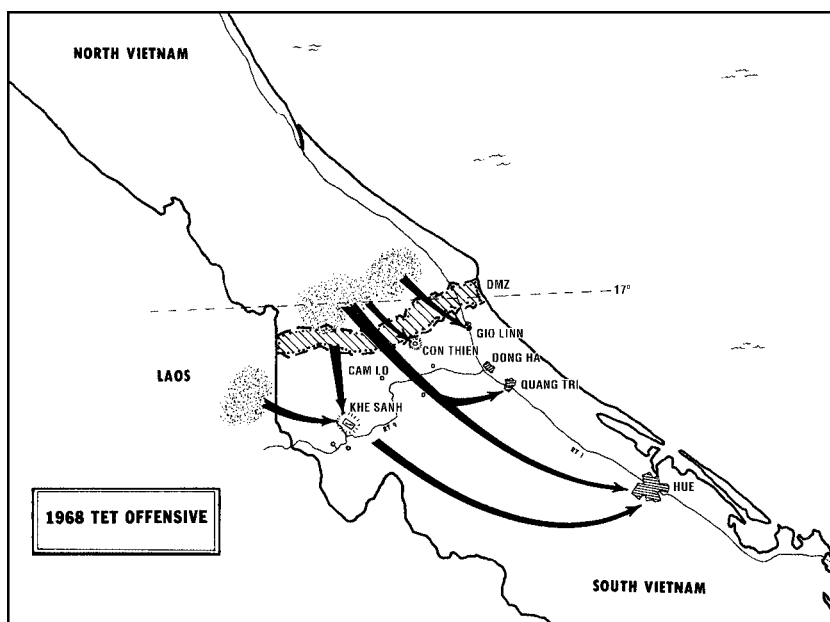 NORTH VIETNAM
DMZ
17°
GIO LINN
CON THIEN
DONG HA
CAM LO
QUANG TRI
LAOS
KHE SANH
RT 9
RT 1
HUE
1968 TET OFFENSIVE
SOUTH VIETNAM